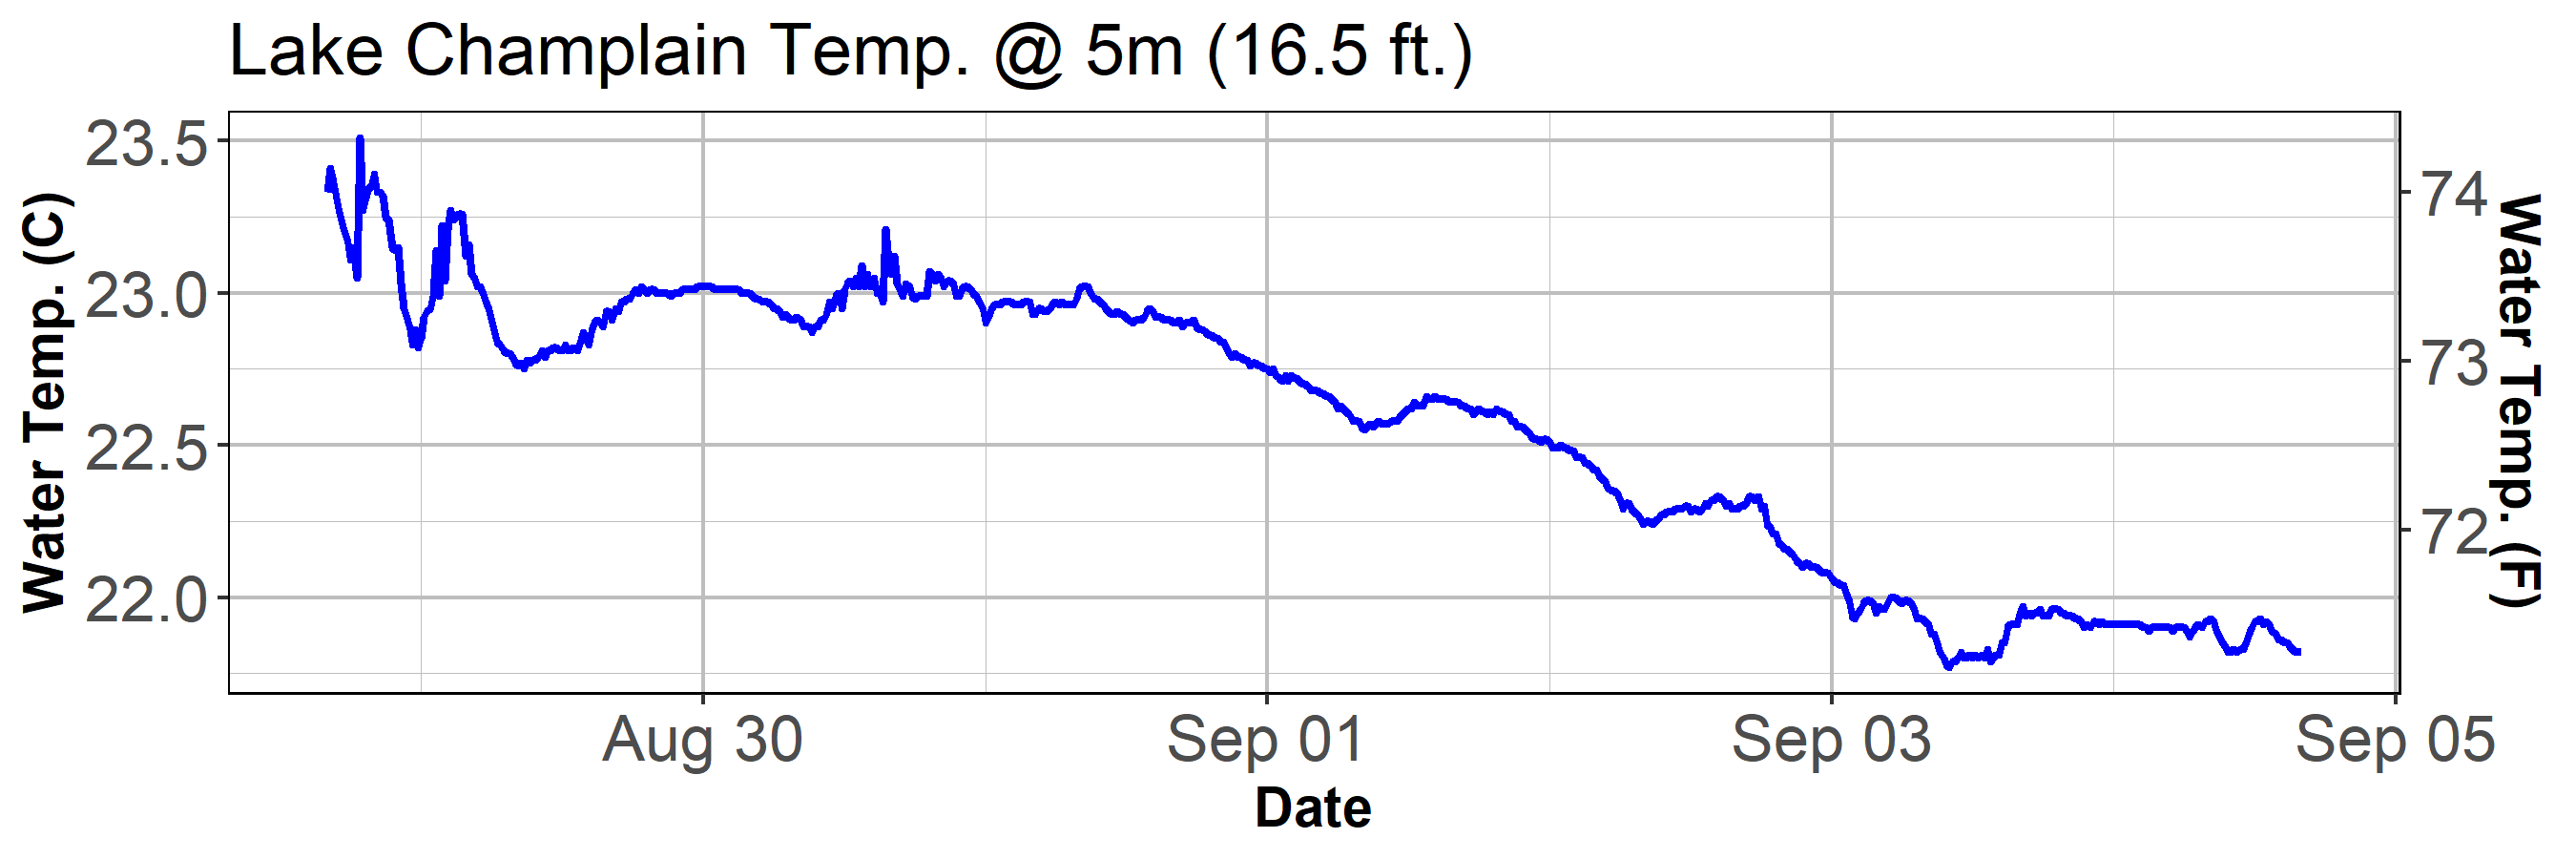 Lake Champlain Temp. @ 5m (16.5 ft.)
Water Temp. (C)
23.5
23.0
22.5
22.0
74
73
72
Water Temp. (F)
Aug 30
Sep 01
Sep 03
Sep 05
Date